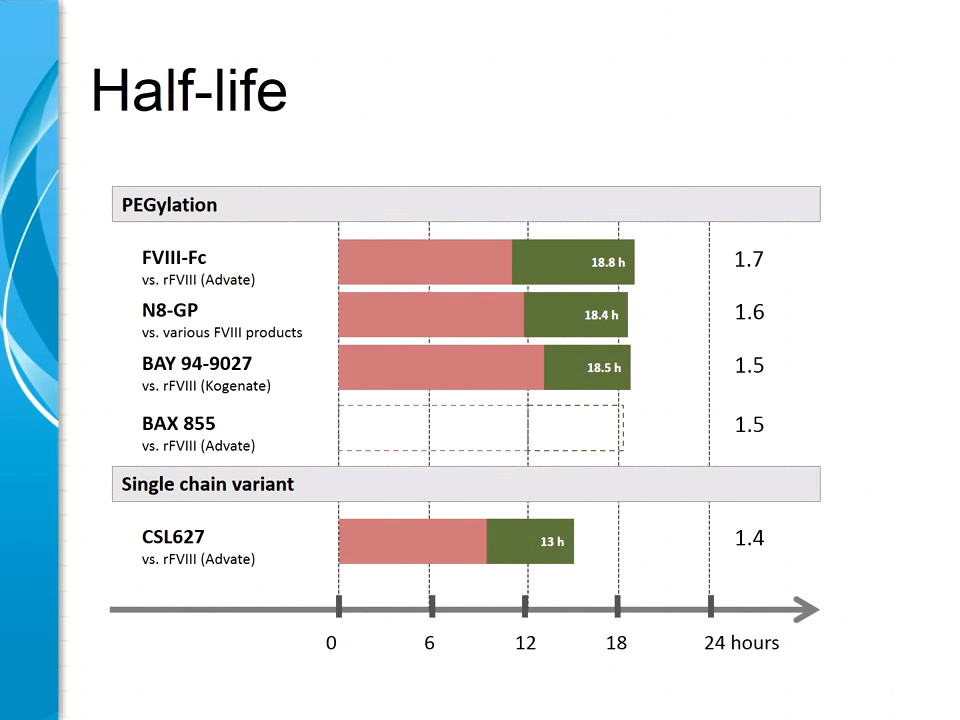 Half-life
PEGylation
FVIII-Fc
vs. rFVIII (Advate)
18.8 h
1.7
N8-GP
vs. various FVIII products
18.4 h
1.6
BAY 94-9027
vs. rFVIII (Kogenate)
18.5 h
1.5
BAX 855
vs. rFVIII (Advate)
1.5
Single chain variant
CSL627
vs. rFVIII (Advate)
13 h
1.4
0 6 12 18 24 hours